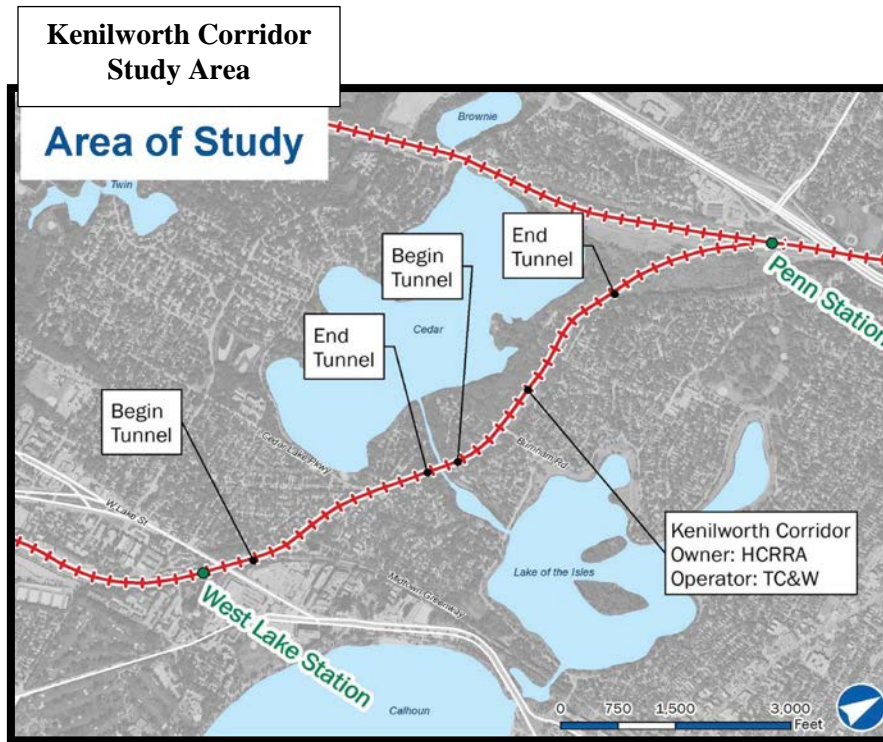 Kenilworth Corridor
Study Area
Area of Study
Brownie
Twin
Begin
Tunnel
End
Tunnel
Penn Station
End
Tunnel
Cedar
Begin
Tunnel
Cedar Lake Pkwy
Burnham Rd
W Lake St
Kenilworth Corridor
Owner: HCRRA
Operator: TC&W
Lake of the Isles
Midtown Greenway
West Lake Station
Calhoun
0 750 1,500 3,000
Feet